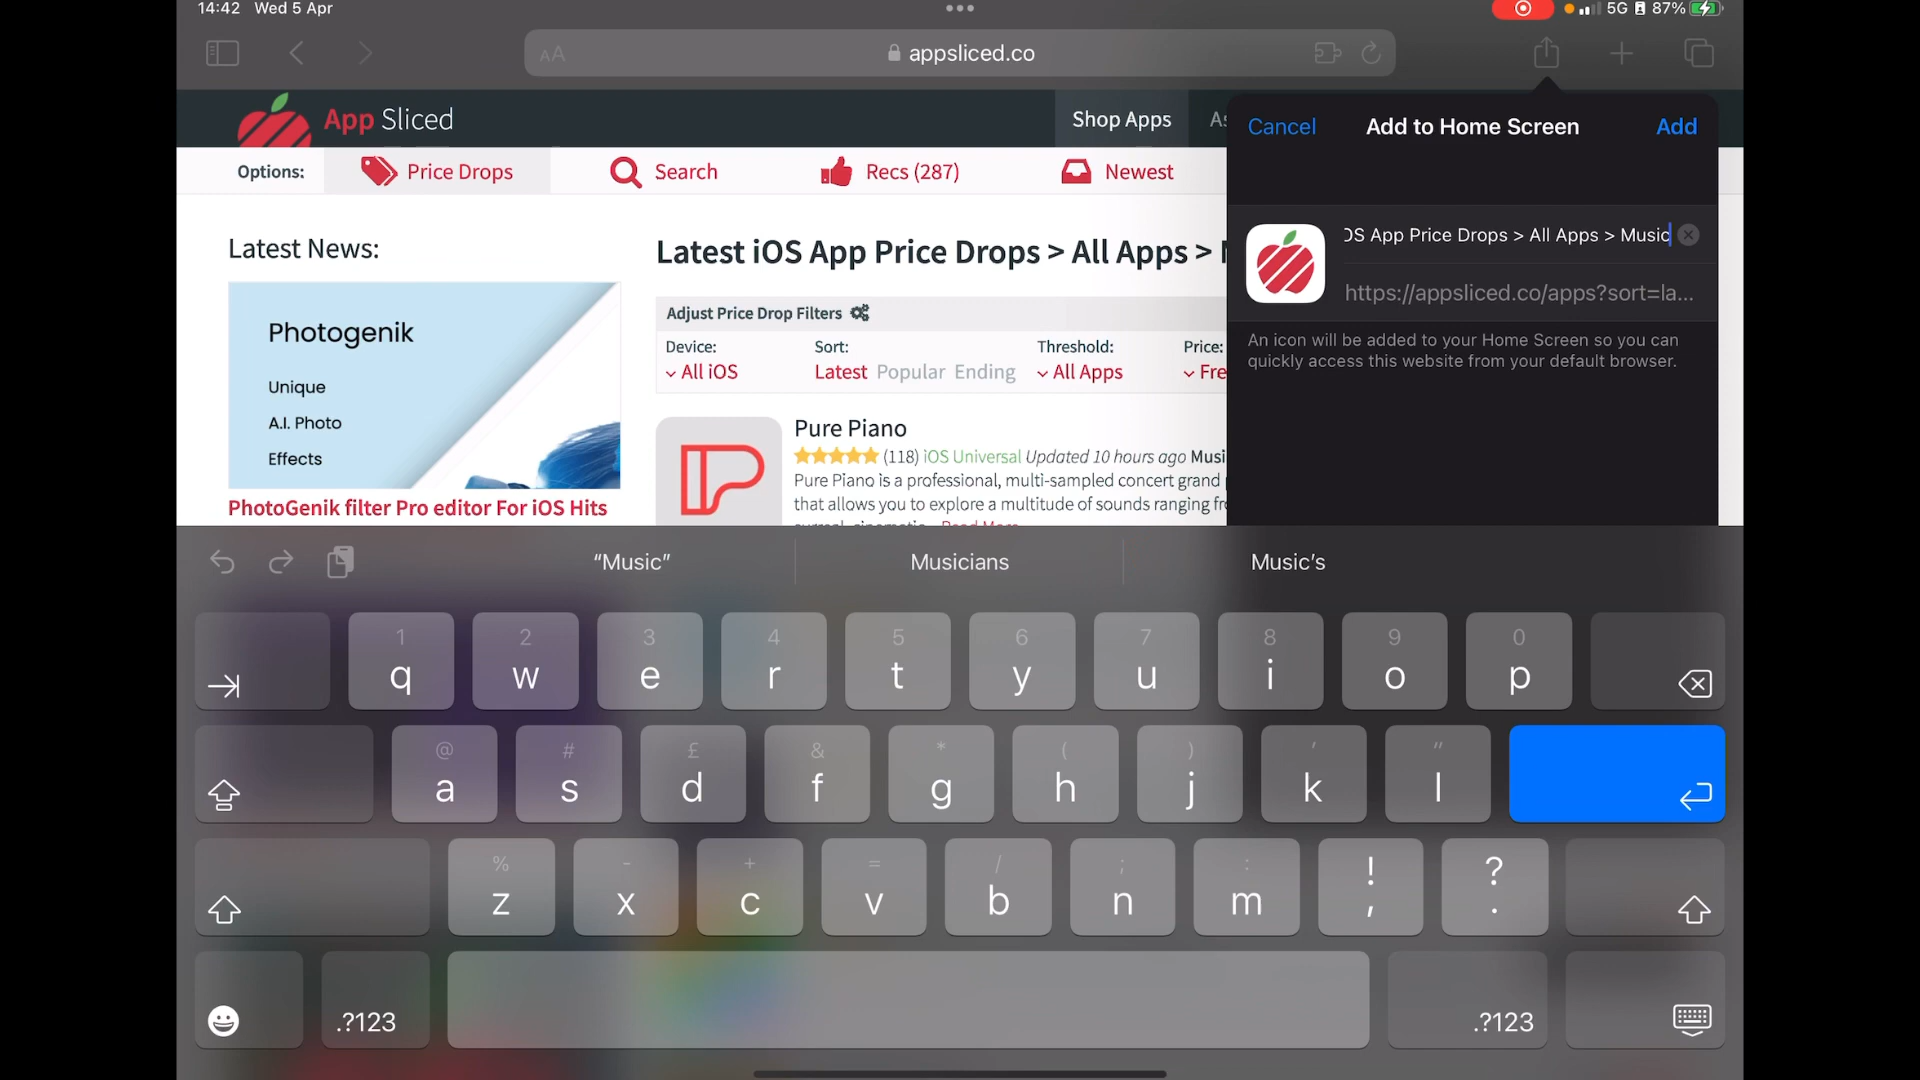 14:42 Wed 5 Apr
5G 87%
AA
appsliced.co
App Sliced
Shop Apps
Cancel
Add to Home Screen
Add
Options:
Price Drops
Search
Recs (287)
Newest
OS App Price Drops > All Apps > Music
https://appsliced.co/apps?sort=la...
An icon will be added to your Home Screen so you can
quickly access this website from your default browser.
Latest News:
Photogenik
Unique
A.I. Photo
Effects
PhotoGenik filter Pro editor For iOS Hits
Latest iOS App Price Drops > All Apps >
Adjust Price Drop Filters
Device:
Sort:
Threshold:
Price:
All iOS
Latest Popular Ending
All Apps
Fre
Pure Piano
(118) iOS Universal Updated 10 hours ago Musi
Pure Piano is a professional, multi-sampled concert grand
that allows you to explore a multitude of sounds ranging
“Music”
Musicians
Music’s
1 2 3 4 5 6 7 8 9 0
q w e r t y u i o p
@ # £ & * ( ) ' "
a s d f g h j k l
% - + = / ; : ! ?
z x c v b n m , .
.?123
.?123